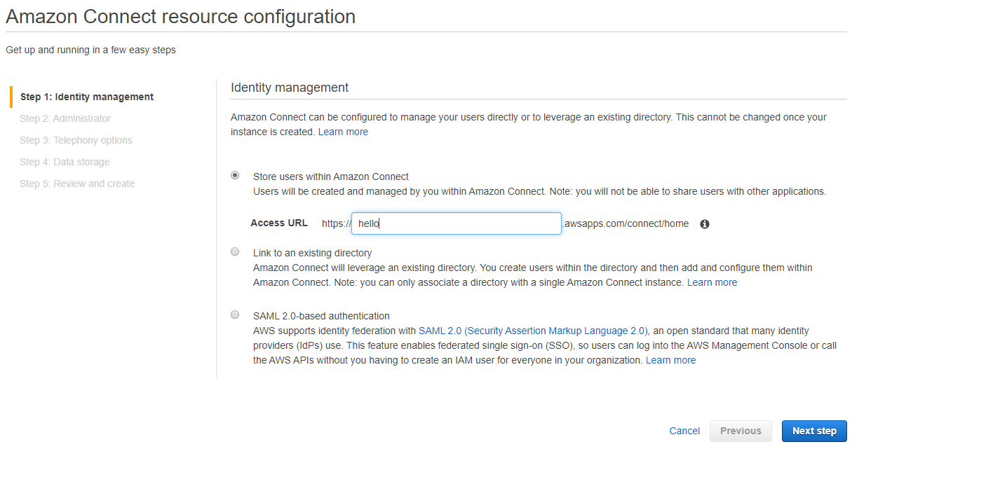 Amazon Connect resource configuration
Get up and running in a few easy steps
Step 1: Identity management
Step 2: Administrator
Step 3: Telephony options
Step 4: Data storage
Step 5: Review and create
Identity management
Amazon Connect can be configured to manage your users directly or to leverage an existing directory. This cannot be changed once your
instance is created. Learn more
Store users within Amazon Connect
Users will be created and managed by you within Amazon Connect. Note: you will not be able to share users with other applications.
Access URL https:// hello .awsapps.com/connect/home
Link to an existing directory
Amazon Connect will leverage an existing directory. You create users within the directory and then add and configure them within
Amazon Connect. Note: you can only associate a directory with a single Amazon Connect instance. Learn more
SAML 2.0-based authentication
AWS supports identity federation with SAML 2.0 (Security Assertion Markup Language 2.0), an open standard that many identity
providers (IdPs) use. This feature enables federated single sign-on (SSO), so users can log into the AWS Management Console or call
the AWS APIs without you having to create an IAM user for everyone in your organization. Learn more
Cancel Previous Next step